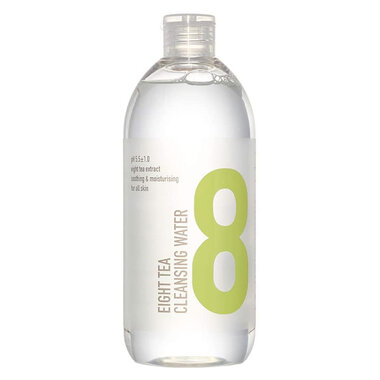 pH 5.5±1.0
eight tea extract
soothing & moisturising
for all skin
EIGHT TEA
CLEANSING WATER
8